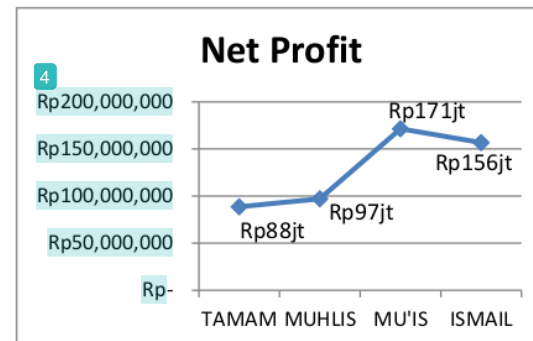 Net Profit
4
Rp200,000,000
Rp171jt
Rp150,000,000
Rp156jt
Rp100,000,000
Rp97jt
Rp88jt
Rp50,000,000
Rp-
TAMAM MUHLIS MU'IS ISMAIL